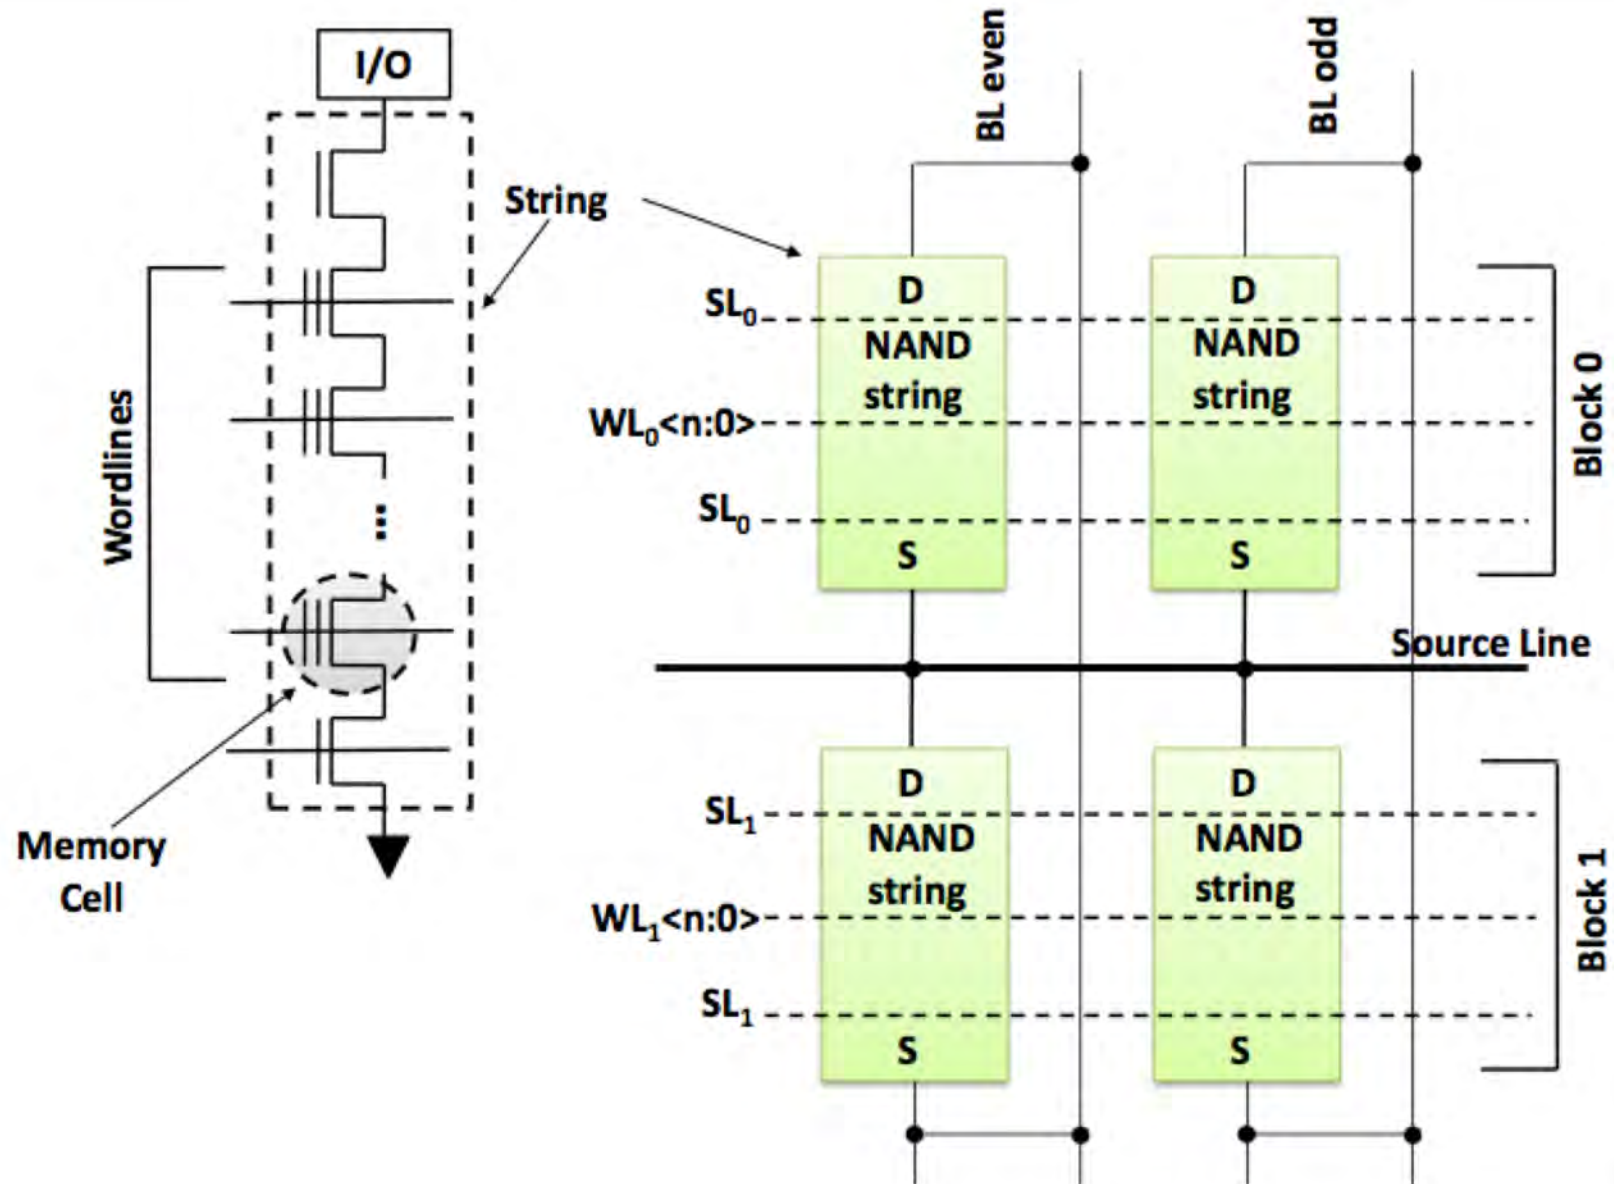 I/O
String
Wordlines
...
Memory
Cell
BL even
BL odd
D
D
SL₀
NAND
string
NAND
string
WL₀<n:0>
SL₀
S
S
Block 0
Source Line
D
D
SL₁
NAND
string
NAND
string
WL₁<n:0>
SL₁
S
S
Block 1